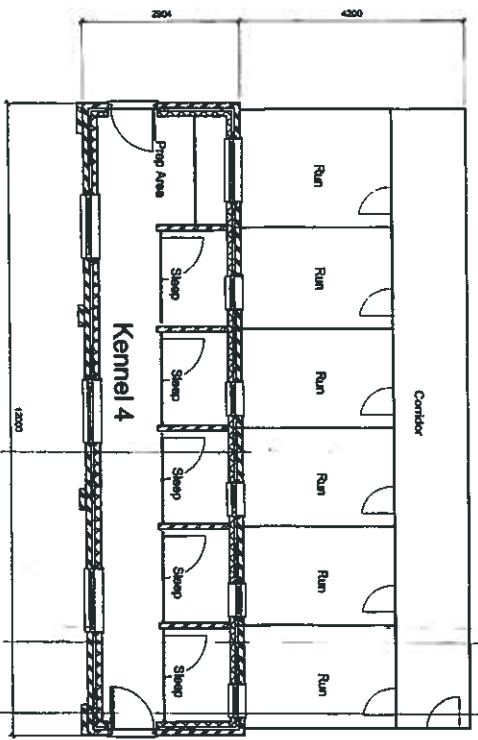 2904
4200
Run
Run
Run
Run
Run
Run
Corridor
Prep Area
Sleep
Sleep
Sleep
Sleep
Sleep
Kennel 4
12000